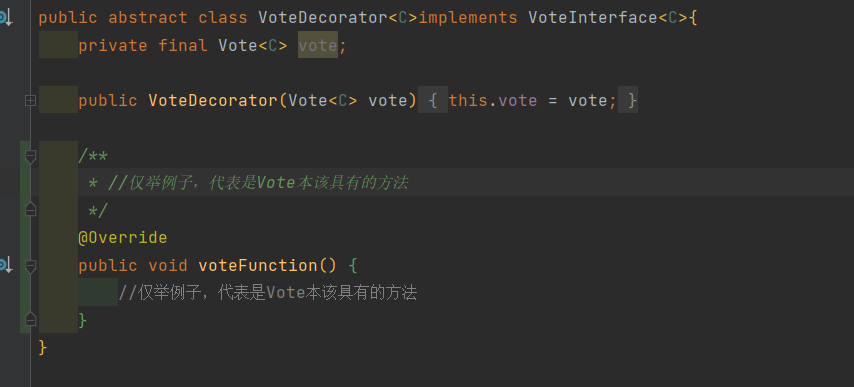 public abstract class VoteDecorator<C>implements VoteInterface<C>{
private final Vote<C> vote;
public VoteDecorator(Vote<C> vote) { this.vote = vote; }
/**
* //仅举例子，代表是Vote本该具有的方法
*/
@Override
public void voteFunction() {
//仅举例子，代表是Vote本该具有的方法
}
}